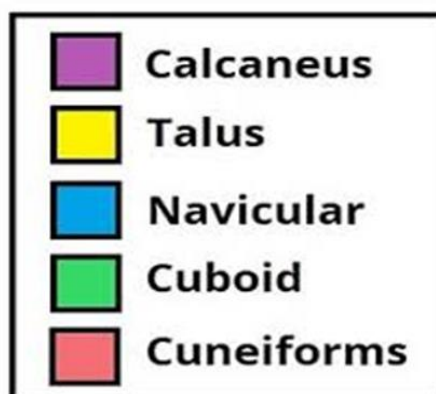 Calcaneus
Talus
Navicular
Cuboid
Cuneiforms